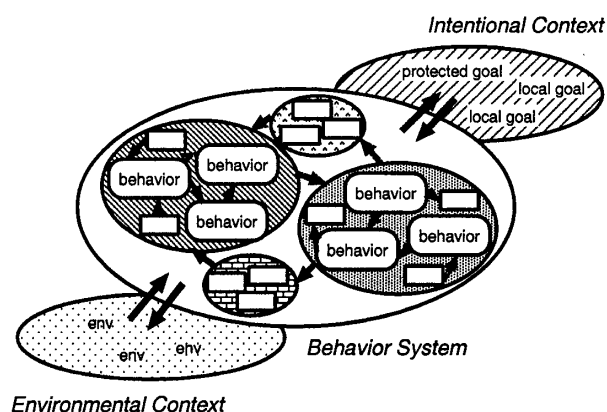 Intentional Context
protected goal
local goal
local goal
behavior
behavior
behavior
behavior
behavior
behavior
env
env
env
Behavior System
Environmental Context